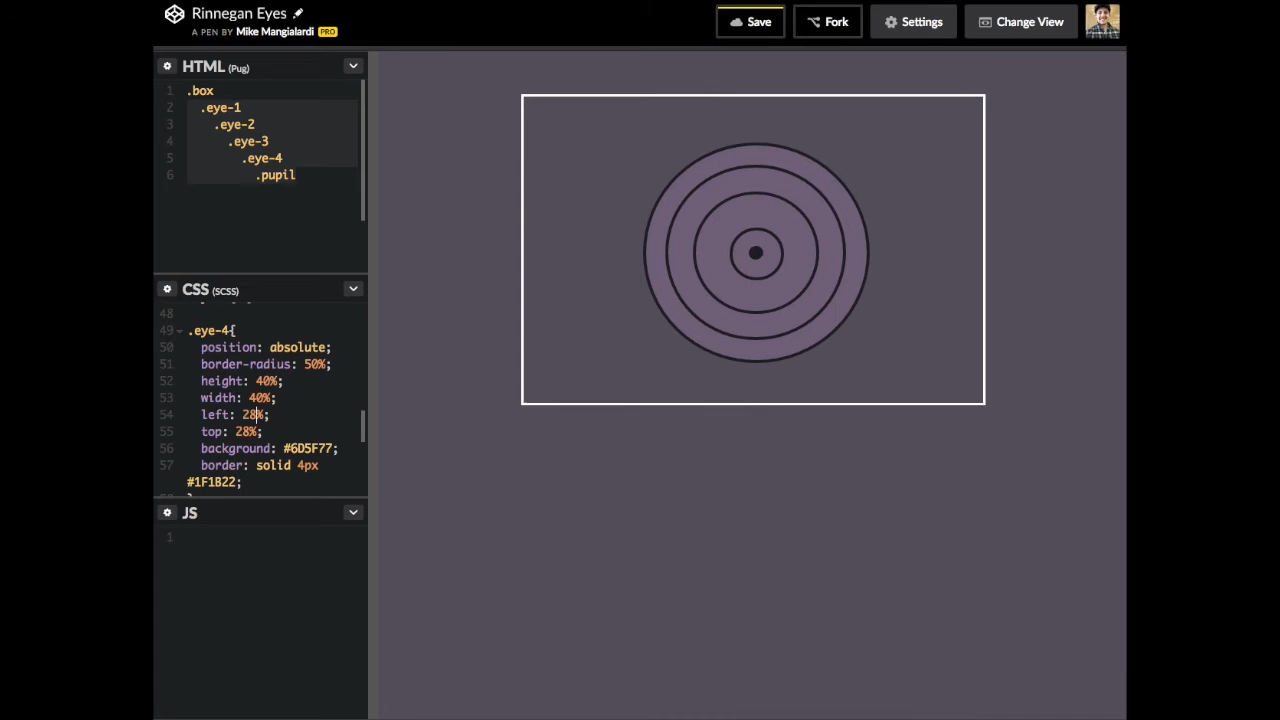 Rinnegan Eyes
A PEN BY Mike Mangialardi PRO
Save
Fork
Settings
Change View
HTML (Pug)
1 .box
2 .eye-1
3 .eye-2
4 .eye-3
5 .eye-4
6 .pupil
CSS (SCSS)
48
49 .eye-4{
50 position: absolute;
51 border-radius: 50%;
52 height: 40%;
53 width: 40%;
54 left: 28%;
55 top: 28%;
56 background: #6D5F77;
57 border: solid 4px
#1F1B22;
JS
1